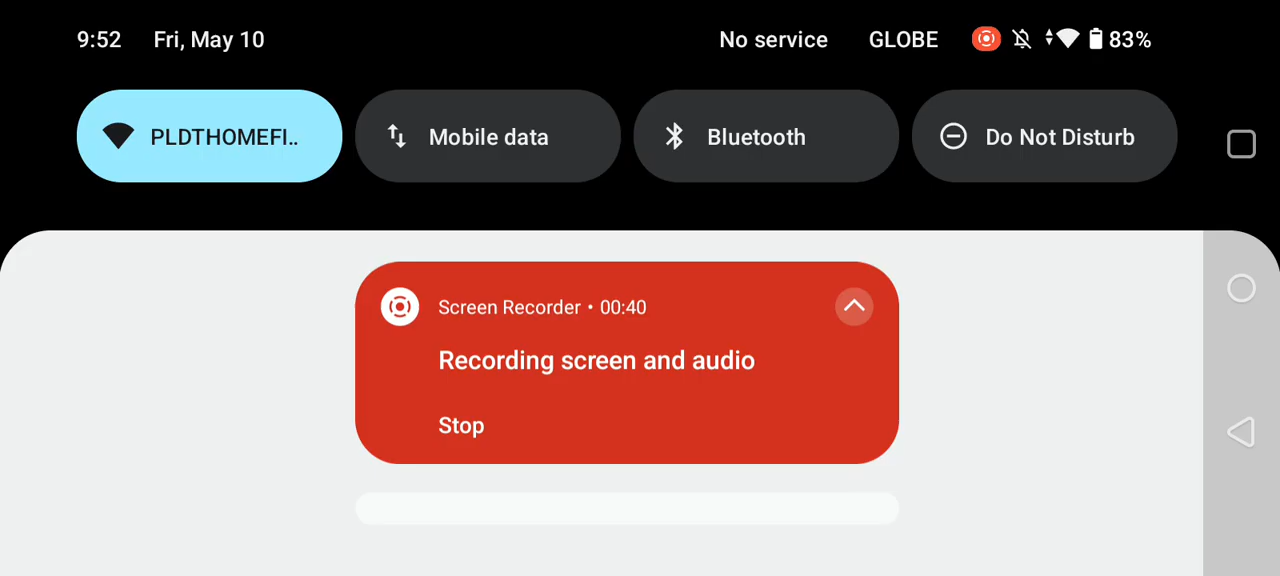 9:52 Fri, May 10 No service GLOBE 83%
PLDTHOMEFI.. Mobile data Bluetooth Do Not Disturb
Screen Recorder • 00:40
Recording screen and audio
Stop